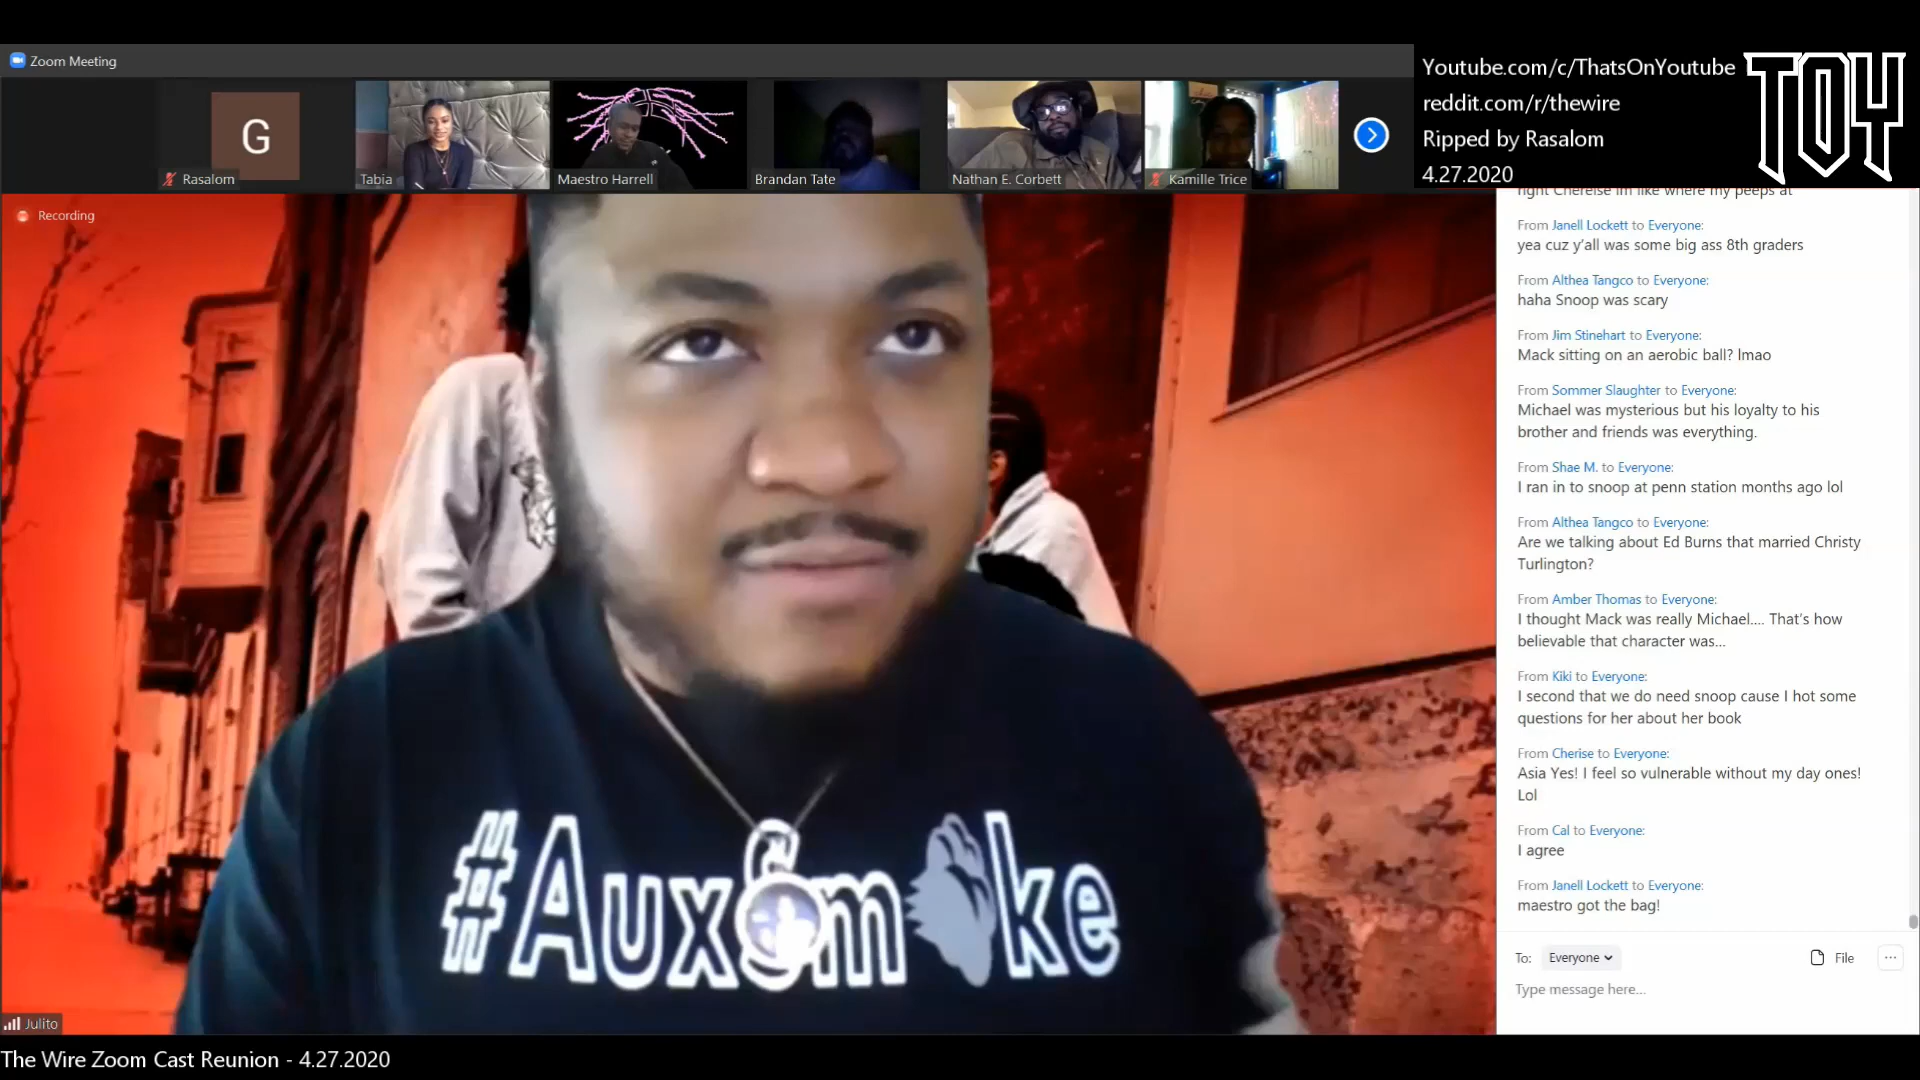 Zoom Meeting
G
Rasalom
Tabia
Maestro Harrell
Brandan Tate
Nathan E. Corbett
Kamille Trice
Youtube.com/c/ThatsOnYoutube
reddit.com/r/thewire
Ripped by Rasalom
4.27.2020
TOY
Recording
right Chereise im like where my peeps at
From Janell Lockett to Everyone:
yea cuz y'all was some big ass 8th graders
From Althea Tangco to Everyone:
haha Snoop was scary
From Jim Stinehart to Everyone:
Mack sitting on an aerobic ball? lmao
From Sommer Slaughter to Everyone:
Michael was mysterious but his loyalty to his
brother and friends was everything.
From Shae M. to Everyone:
I ran in to snoop at penn station months ago lol
From Althea Tangco to Everyone:
Are we talking about Ed Burns that married Christy
Turlington?
From Amber Thomas to Everyone:
I thought Mack was really Michael.... That's how
believable that character was...
From Kiki to Everyone:
I second that we do need snoop cause I hot some
questions for her about her book
From Cherise to Everyone:
Asia Yes! I feel so vulnerable without my day ones!
Lol
From Cal to Everyone:
I agree
From Janell Lockett to Everyone:
maestro got the bag!
To: Everyone
File
...
Type message here...
Julito
The Wire Zoom Cast Reunion - 4.27.2020